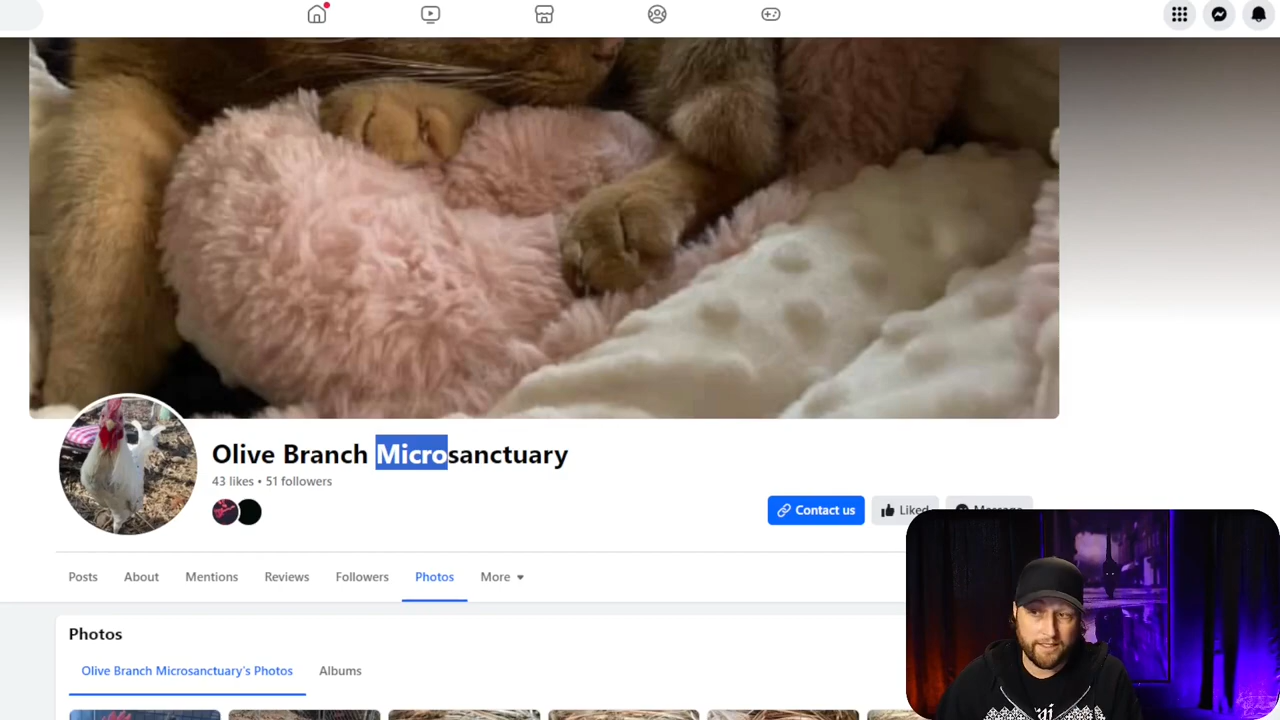 Olive Branch Microsanctuary
43 likes • 51 followers
Contact us
Liked
Message
Posts
About
Mentions
Reviews
Followers
Photos
More
Photos
Olive Branch Microsanctuary's Photos
Albums